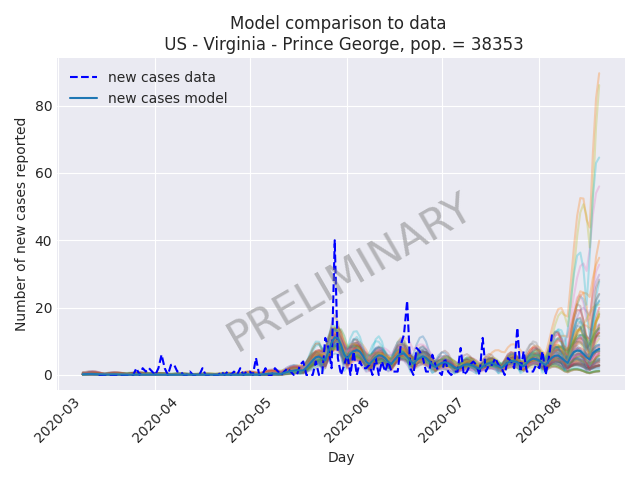 Model comparison to data
US - Virginia - Prince George, pop. = 38353
new cases data
new cases model
Number of new cases reported
80
60
40
20
0
PRELIMINARY
2020-03
2020-04
2020-05
2020-06
2020-07
2020-08
Day